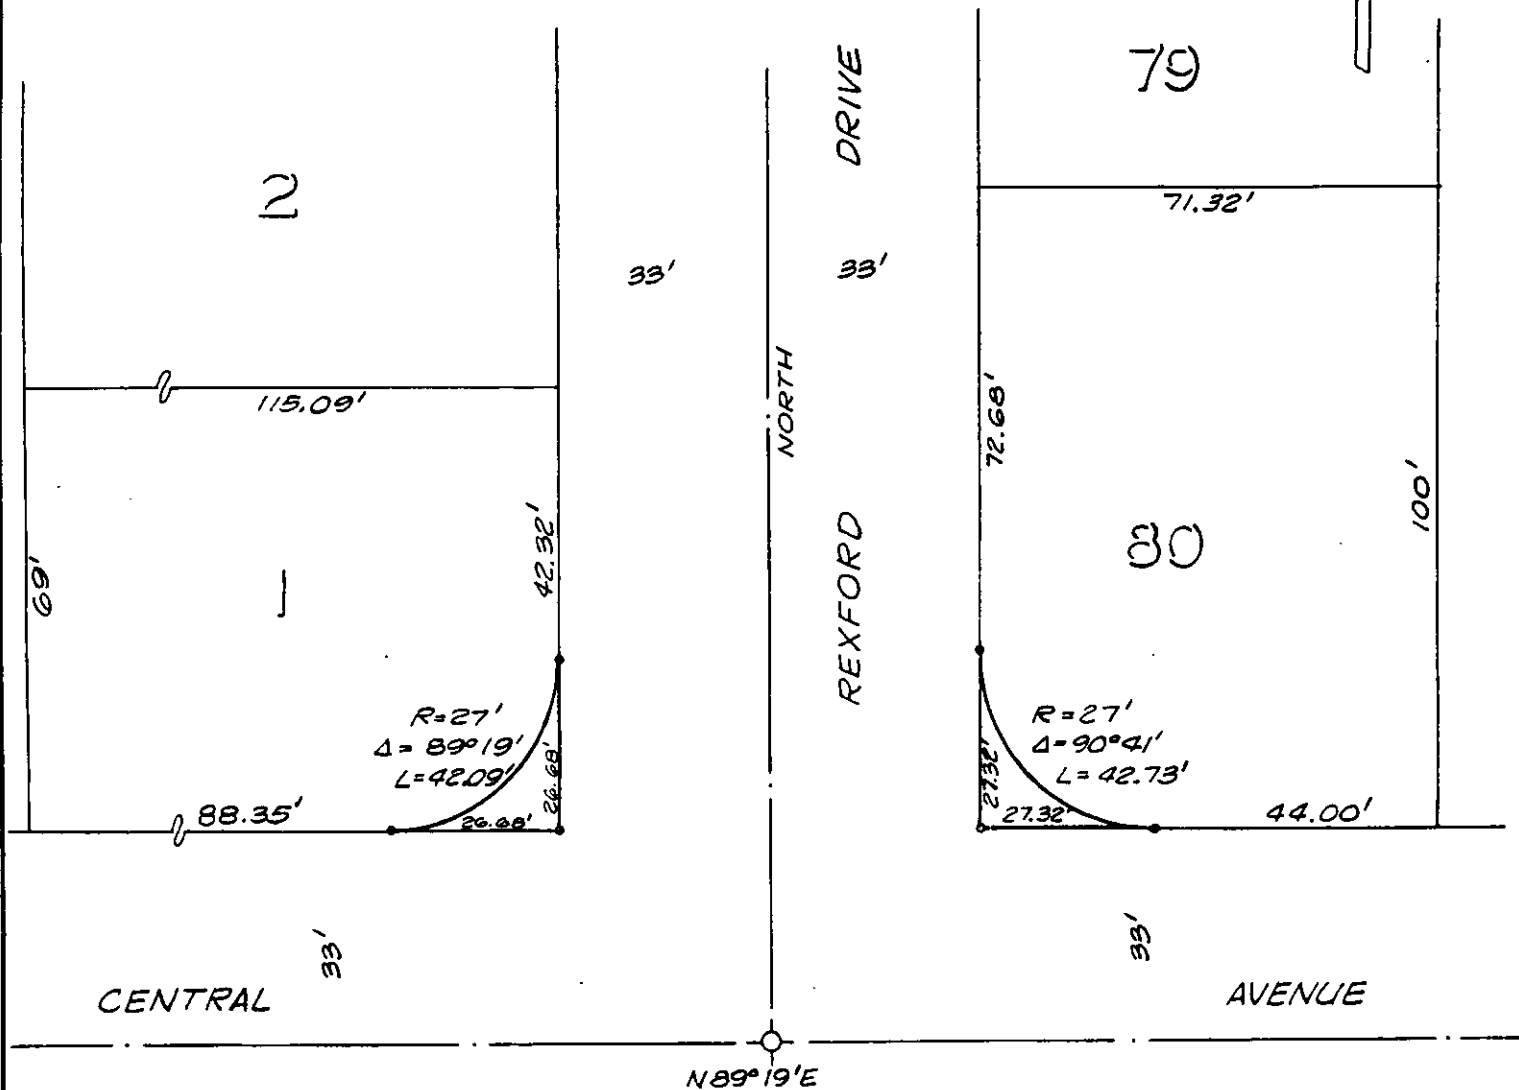 79
DRIVE
71.32'
2
33'
33'
NORTH
115.09'
72.68'
100'
42.32'
80
69'
1
REXFORD
R=27'
Δ= 89°19'
L=42.09'
26.68'
R=27'
Δ=90°41'
L= 42.73'
27.32'
88.35'
26.68'
27.32'
44.00'
33'
33'
CENTRAL
AVENUE
N89°19'E